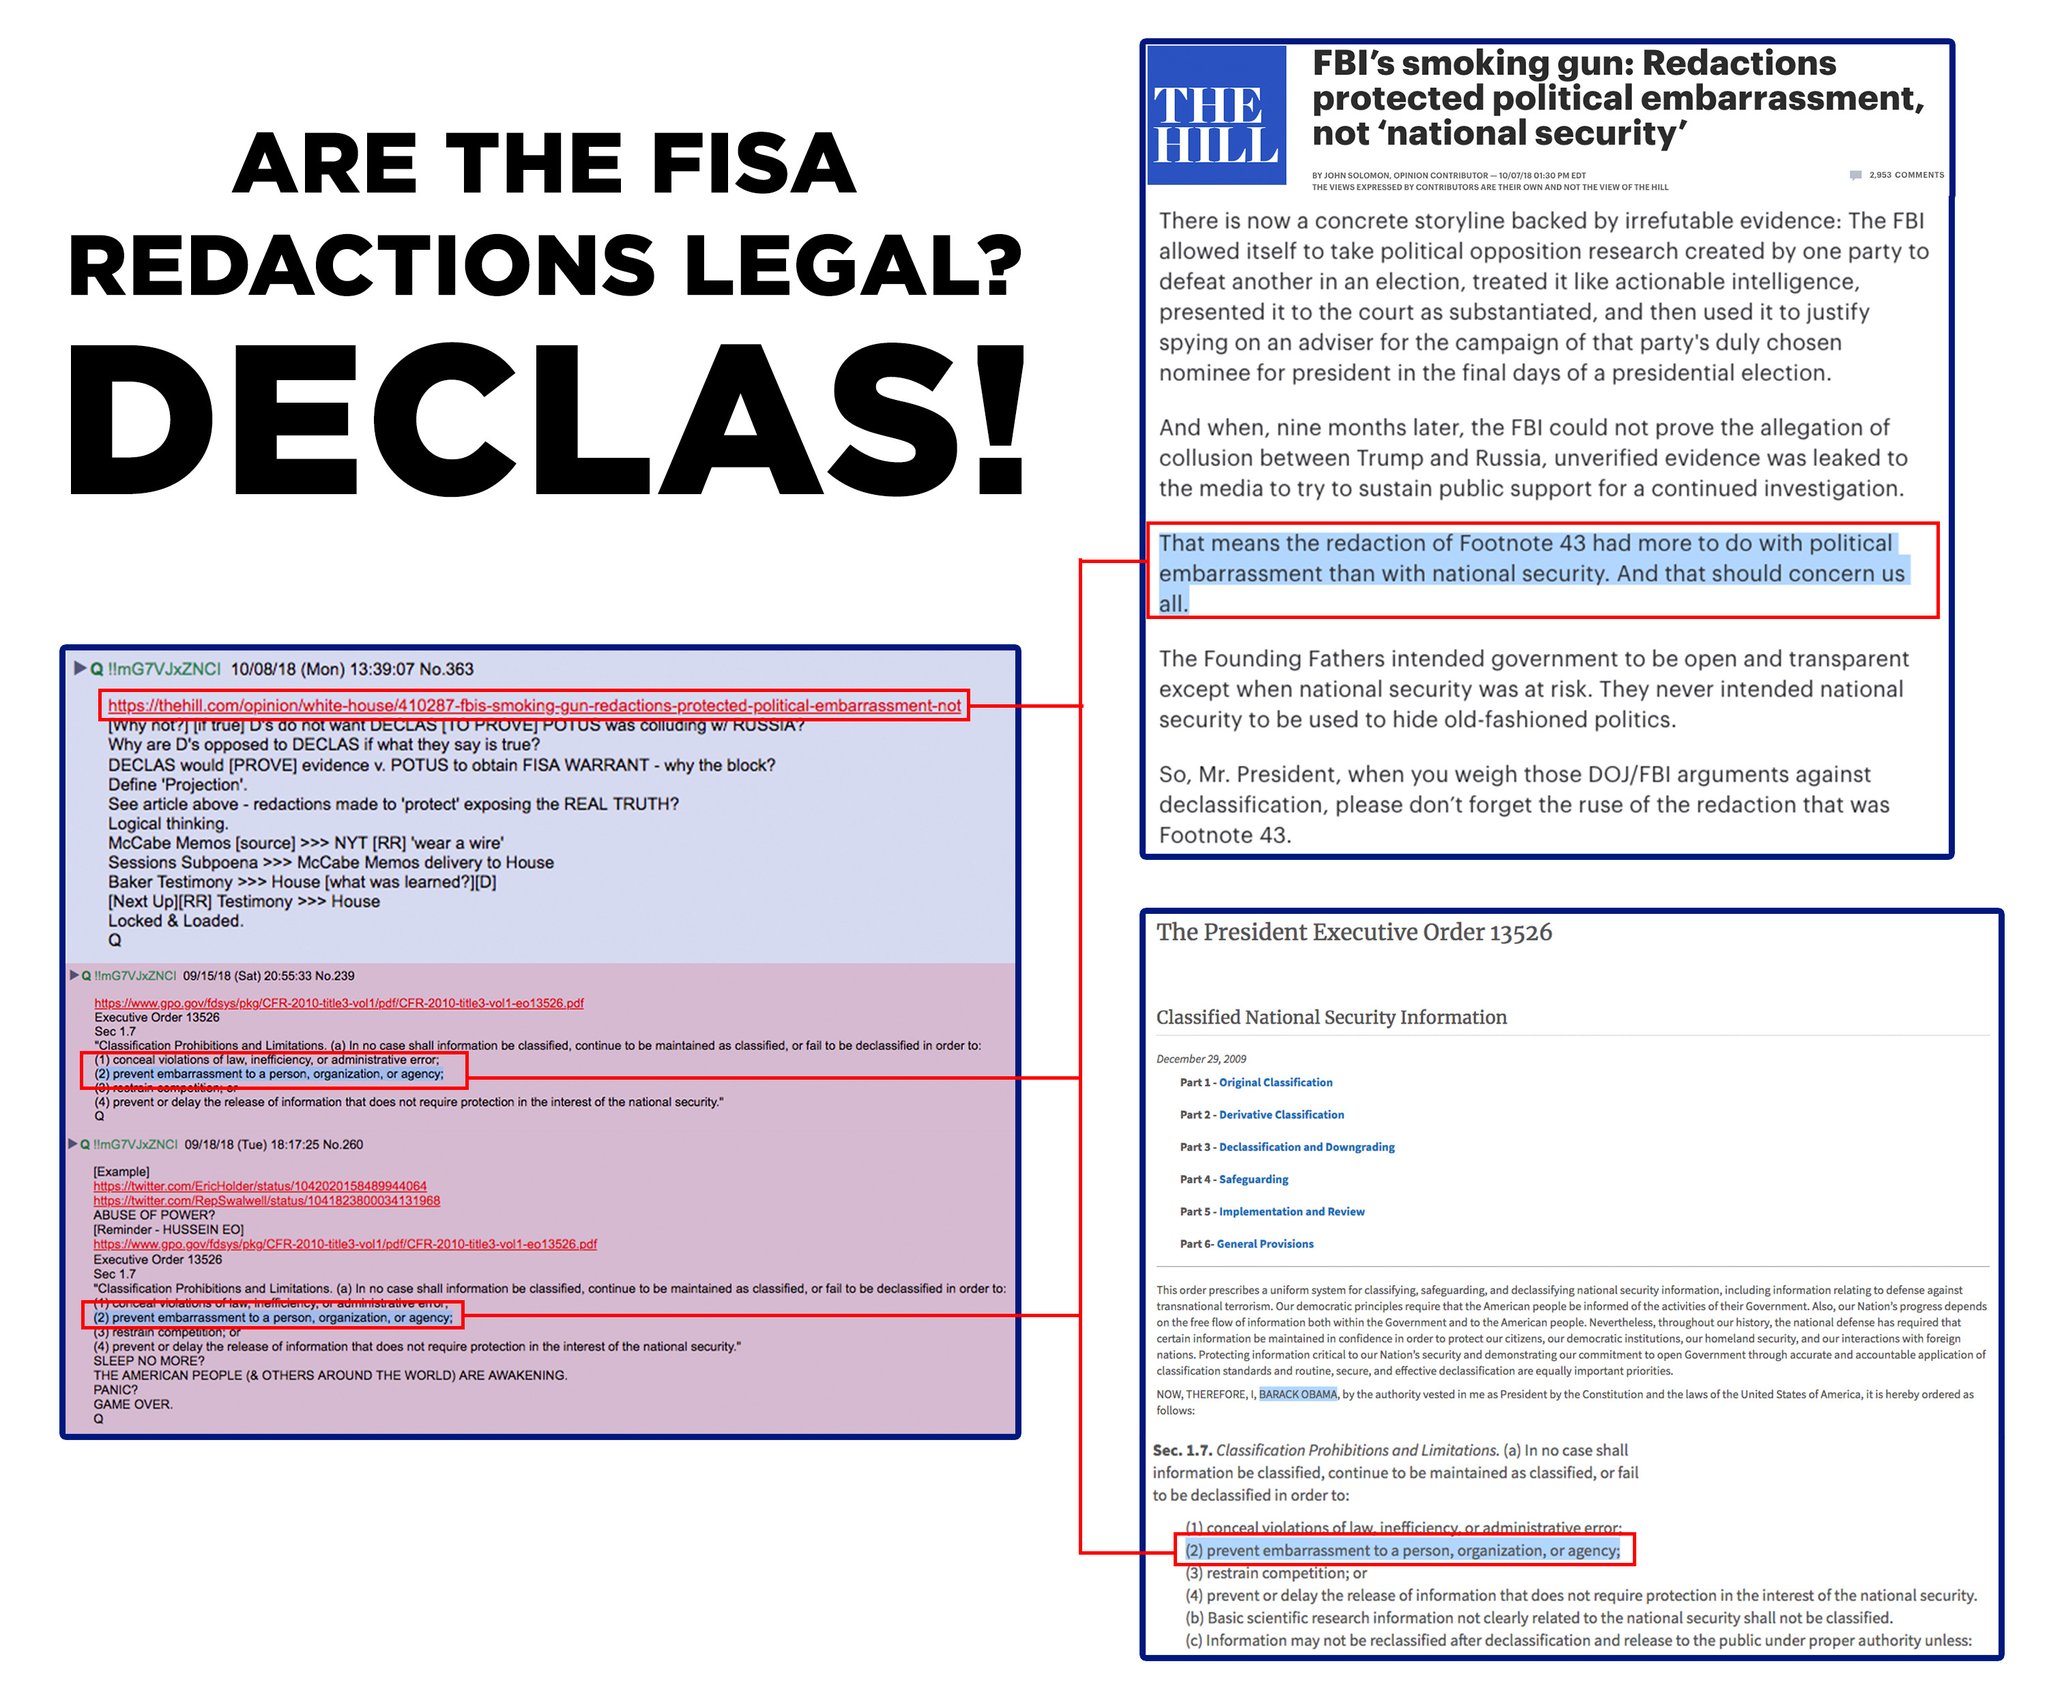 ARE THE FISA
REDACTIONS LEGAL?
DECLAS!
Q !!mG7VJxZNCI 10/08/18 (Mon) 13:39:07 No.363
https://thehill.com/opinion/white-house/410287-fbis-smoking-gun-redactions-protected-political-embarrassment-not
[Why not?] [if true] D's do not want DECLAS [TO PROVE] POTUS was colluding w/ RUSSIA?
Why are D's opposed to DECLAS if what they say is true?
DECLAS would [PROVE] evidence v. POTUS to obtain FISA WARRANT - why the block?
Define 'Projection'.
See article above - redactions made to 'protect' exposing the REAL TRUTH?
Logical thinking.
McCabe Memos [source] >>> NYT [RR] 'wear a wire'
Sessions Subpoena >>> McCabe Memos delivery to House
Baker Testimony >>> House [what was learned?][D]
[Next Up][RR] Testimony >>> House
Locked & Loaded.
Q
Q !!mG7VJxZNCI 09/15/18 (Sat) 20:55:33 No.239
https://www.gpo.gov/fdsys/pkg/CFR-2010-title3-vol1/pdf/CFR-2010-title3-vol1-eo13526.pdf
Executive Order 13526
Sec 1.7
"Classification Prohibitions and Limitations. (a) In no case shall information be classified, continue to be maintained as classified, or fail to be declassified in order to:
(1) conceal violations of law, inefficiency, or administrative error;
(2) prevent embarrassment to a person, organization, or agency;
(3) restrain competition; or
(4) prevent or delay the release of information that does not require protection in the interest of the national security."
Q
Q !!mG7VJxZNCI 09/18/18 (Tue) 18:17:25 No.260
[Example]
https://twitter.com/EricHolder/status/1042020158489944064
https://twitter.com/RepSwalwell/status/1041823800034131968
ABUSE OF POWER?
[Reminder - HUSSEIN EO]
https://www.gpo.gov/fdsys/pkg/CFR-2010-title3-vol1/pdf/CFR-2010-title3-vol1-eo13526.pdf
Executive Order 13526
Sec 1.7
"Classification Prohibitions and Limitations. (a) In no case shall information be classified, continue to be maintained as classified, or fail to be declassified in order to:
(1) conceal violations of law, inefficiency, or administrative error;
(2) prevent embarrassment to a person, organization, or agency;
(3) restrain competition; or
(4) prevent or delay the release of information that does not require protection in the interest of the national security."
SLEEP NO MORE?
THE AMERICAN PEOPLE (& OTHERS AROUND THE WORLD) ARE AWAKENING.
PANIC?
GAME OVER.
Q
THE
HILL
FBI's smoking gun: Redactions
protected political embarrassment,
not 'national security'
BY JOHN SOLOMON, OPINION CONTRIBUTOR — 10/07/18 01:30 PM EDT
2,953 COMMENTS
THE VIEWS EXPRESSED BY CONTRIBUTORS ARE THEIR OWN AND NOT THE VIEW OF THE HILL
There is now a concrete storyline backed by irrefutable evidence: The FBI
allowed itself to take political opposition research created by one party to
defeat another in an election, treated it like actionable intelligence,
presented it to the court as substantiated, and then used it to justify
spying on an adviser for the campaign of that party's duly chosen
nominee for president in the final days of a presidential election.
And when, nine months later, the FBI could not prove the allegation of
collusion between Trump and Russia, unverified evidence was leaked to
the media to try to sustain public support for a continued investigation.
That means the redaction of Footnote 43 had more to do with political
embarrassment than with national security. And that should concern us
all.
The Founding Fathers intended government to be open and transparent
except when national security was at risk. They never intended national
security to be used to hide old-fashioned politics.
So, Mr. President, when you weigh those DOJ/FBI arguments against
declassification, please don't forget the ruse of the redaction that was
Footnote 43.
The President Executive Order 13526
Classified National Security Information
December 29, 2009
Part 1 - Original Classification
Part 2 - Derivative Classification
Part 3 - Declassification and Downgrading
Part 4 - Safeguarding
Part 5 - Implementation and Review
Part 6- General Provisions
This order prescribes a uniform system for classifying, safeguarding, and declassifying national security information, including information relating to defense against
transnational terrorism. Our democratic principles require that the American people be informed of the activities of their Government. Also, our Nation's progress depends
on the free flow of information both within the Government and to the American people. Nevertheless, throughout our history, the national defense has required that
certain information be maintained in confidence in order to protect our citizens, our democratic institutions, our homeland security, and our interactions with foreign
nations. Protecting information critical to our Nation's security and demonstrating our commitment to open Government through accurate and accountable application of
classification standards and routine, secure, and effective declassification are equally important priorities.
NOW, THEREFORE, I, BARACK OBAMA, by the authority vested in me as President by the Constitution and the laws of the United States of America, it is hereby ordered as
follows:
Sec. 1.7. Classification Prohibitions and Limitations. (a) In no case shall
information be classified, continue to be maintained as classified, or fail
to be declassified in order to:
(1) conceal violations of law, inefficiency, or administrative error;
(2) prevent embarrassment to a person, organization, or agency;
(3) restrain competition; or
(4) prevent or delay the release of information that does not require protection in the interest of the national security.
(b) Basic scientific research information not clearly related to the national security shall not be classified.
(c) Information may not be reclassified after declassification and release to the public under proper authority unless: